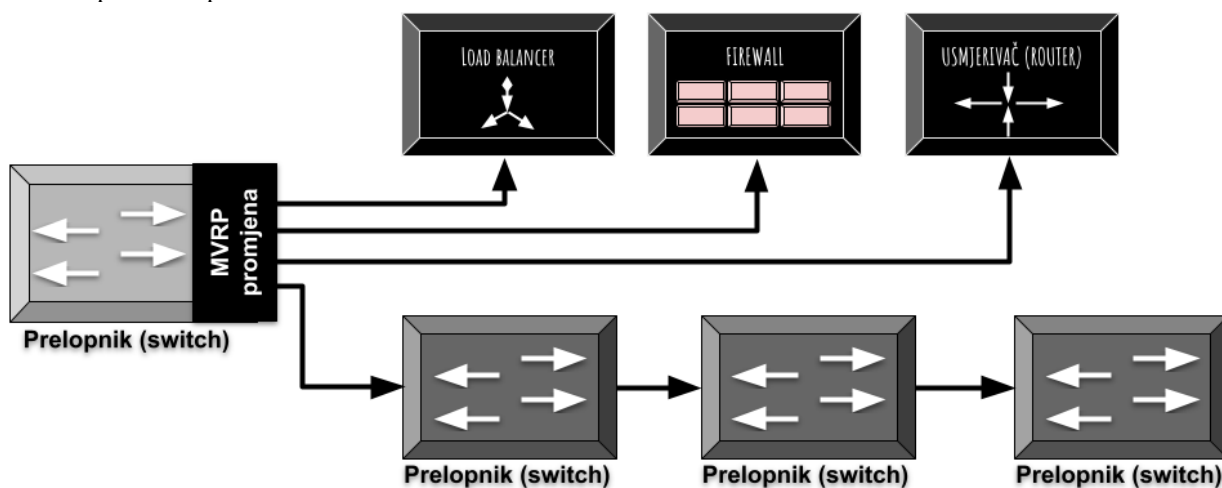 LOAD BALANCER
FIREWALL
USMJERIVAČ (ROUTER)
MVRP
promjena
Prelopnik (switch)
Prelopnik (switch)
Prelopnik (switch)
Prelopnik (switch)